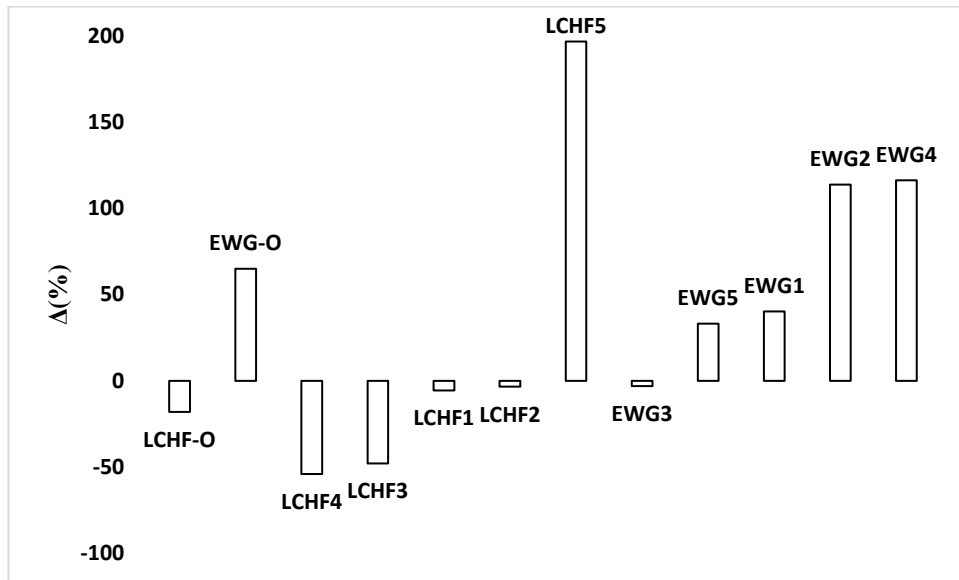 200
150
100
50
0
-50
-100
Δ(%)
LCHF-O
EWG-O
LCHF4
LCHF3
LCHF1
LCHF2
LCHF5
EWG3
EWG5
EWG1
EWG2
EWG4